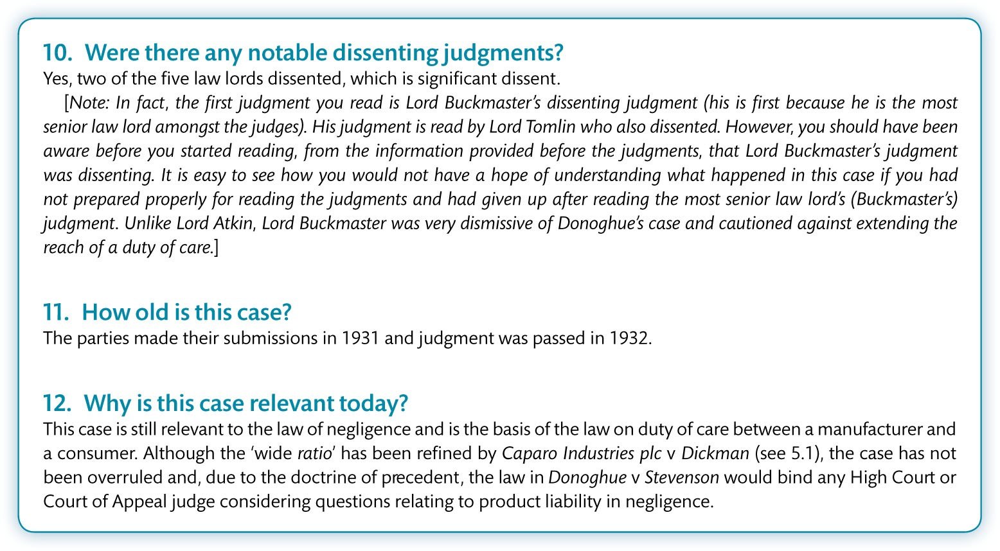 10. Were there any notable dissenting judgments?
Yes, two of the five law lords dissented, which is significant dissent.
[Note: In fact, the first judgment you read is Lord Buckmaster’s dissenting judgment (his is first because he is the most
senior law lord amongst the judges). His judgment is read by Lord Tomlin who also dissented. However, you should have been
aware before you started reading, from the information provided before the judgments, that Lord Buckmaster’s judgment
was dissenting. It is easy to see how you would not have a hope of understanding what happened in this case if you had
not prepared properly for reading the judgments and had given up after reading the most senior law lord’s (Buckmaster’s)
judgment. Unlike Lord Atkin, Lord Buckmaster was very dismissive of Donoghue’s case and cautioned against extending the
reach of a duty of care.]
11. How old is this case?
The parties made their submissions in 1931 and judgment was passed in 1932.
12. Why is this case relevant today?
This case is still relevant to the law of negligence and is the basis of the law on duty of care between a manufacturer and
a consumer. Although the ‘wide ratio’ has been refined by Caparo Industries plc v Dickman (see 5.1), the case has not
been overruled and, due to the doctrine of precedent, the law in Donoghue v Stevenson would bind any High Court or
Court of Appeal judge considering questions relating to product liability in negligence.